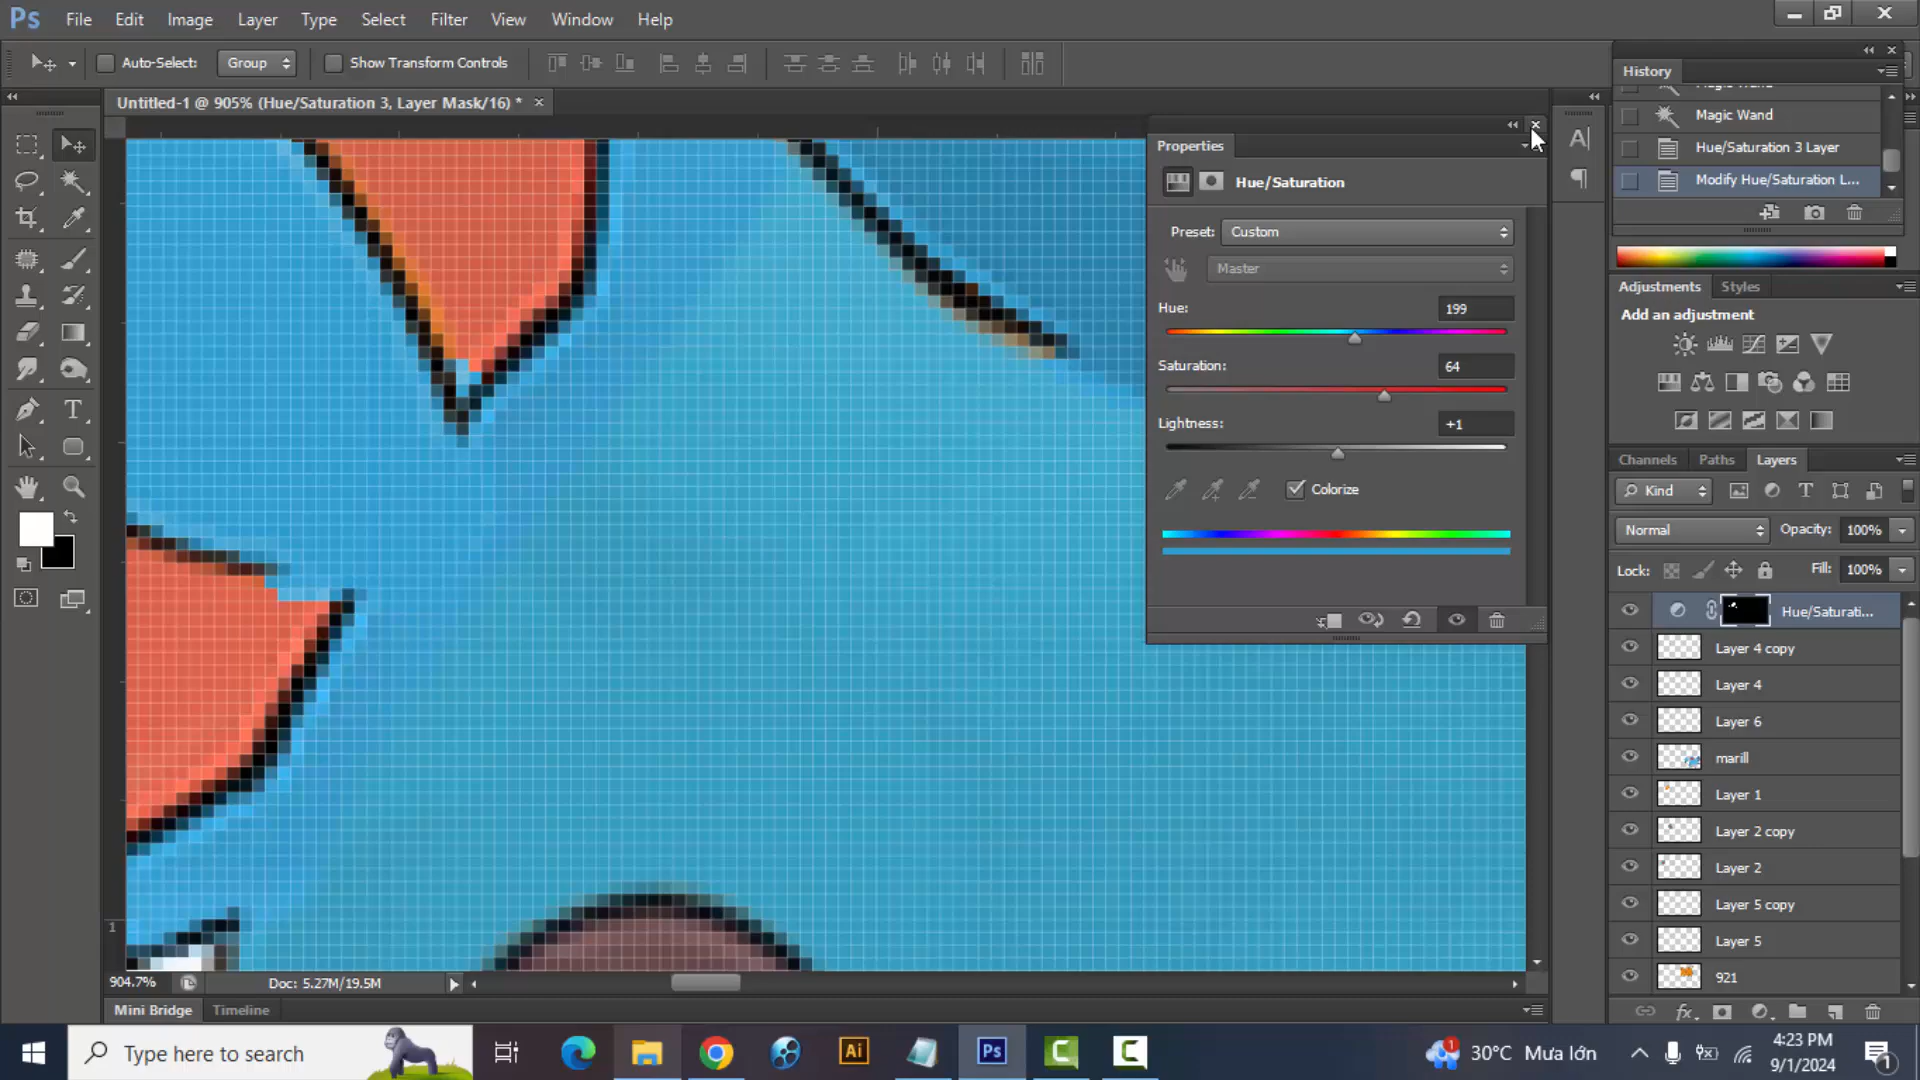 Ps File Edit Image Layer Type Select Filter View Window Help
Auto-Select: Group Show Transform Controls
Untitled-1 @ 905% (Hue/Saturation 3, Layer Mask/16) *
History
Magic Wand
Hue/Saturation 3 Layer
Modify Hue/Saturation L...
Properties
Hue/Saturation
Preset: Custom
Master
Hue: 199
Saturation: 64
Lightness: +1
Colorize
A
Adjustments Styles
Add an adjustment
Channels Paths Layers
Kind
Normal Opacity: 100%
Lock: Fill: 100%
Hue/Saturati...
Layer 4 copy
Layer 4
Layer 6
marill
Layer 1
Layer 2 copy
Layer 2
Layer 5 copy
Layer 5
921
1
904.7% Doc: 5.27M/19.5M
Mini Bridge Timeline
Type here to search
Ai Ps
1 30°C Mưa lớn
4:23 PM
9/1/2024
1